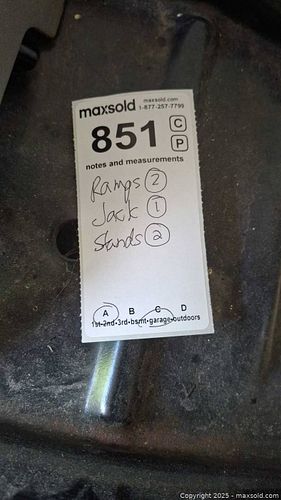 maxsold maxsold.com
1-877-257-7799
851 C
P
notes and measurements
Ramps 2
Jack 1
Stands 2
A B C D
1st-2nd-3rd-bsmt-garage-outdoors
Copyright 2025 - maxsold.com